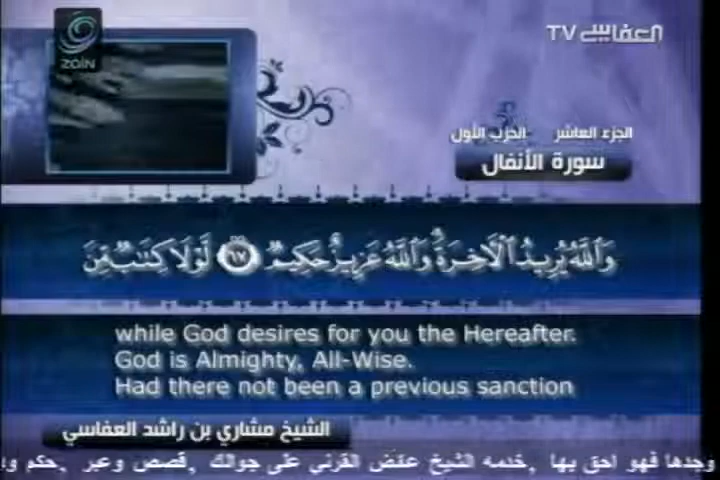 ZAIN
العفاسي TV
الجزء العاشر الحزب الأول
سورة الأنفال
وَاللَّهُ يُرِيدُ الْآخِرَةَ وَاللَّهُ عَزِيزٌ حَكِيمٌ ٦٧ لَوْلَا كِتَابٌ مِّنَ
while God desires for you the Hereafter.
God is Almighty, All-Wise.
Had there not been a previous sanction
الشيخ مشاري بن راشد العفاسي
وجدها فهو احق بها ,خدمه الشيخ عائض القرني على جوالك ,قصص وعبر ,حكم